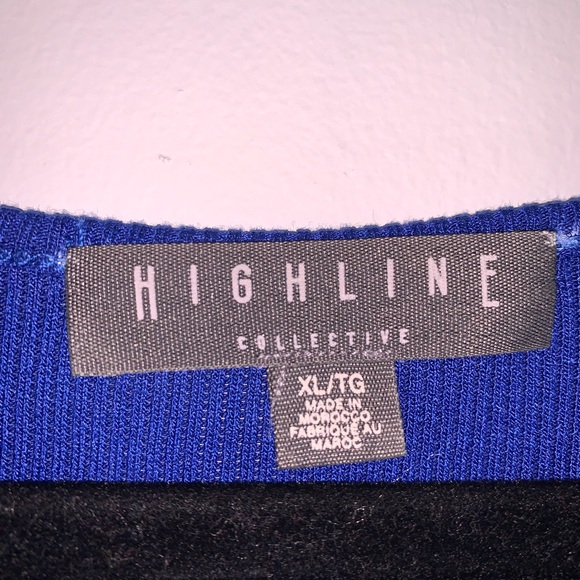 HIGHLINE
COLLECTIVE
XL/TG
MADE IN
MOROCCO
FABRIQUE AU
MAROC